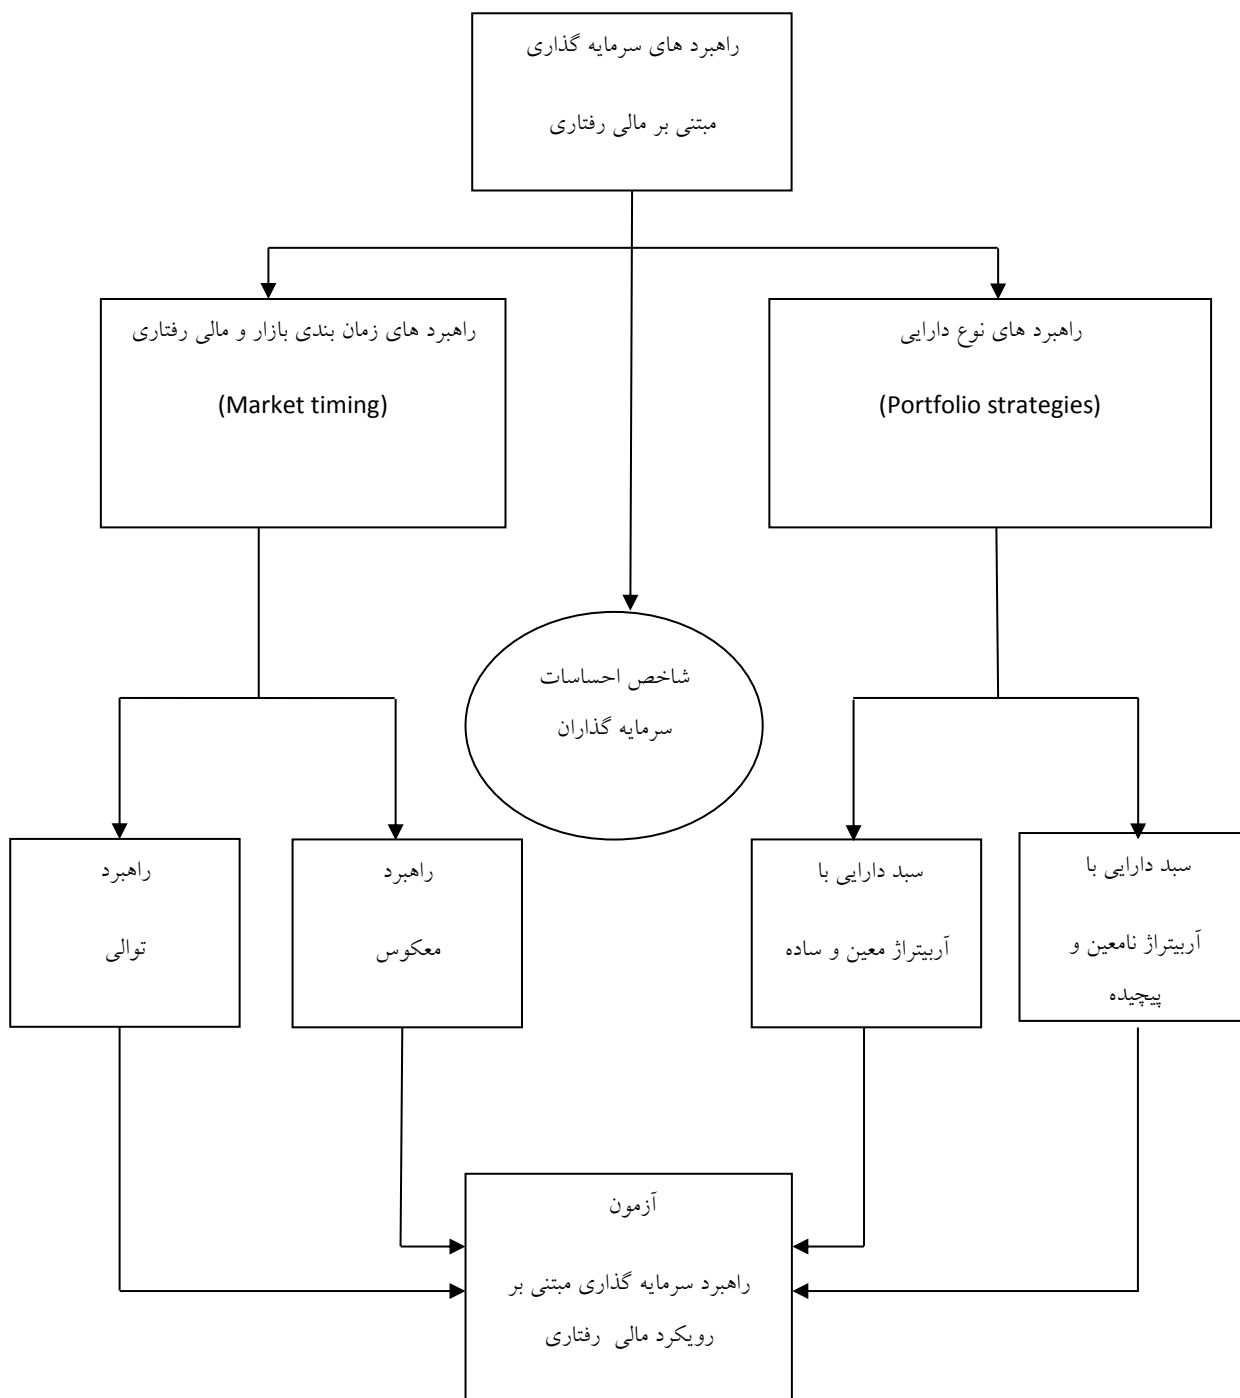 راهبرد های سرمایه گذاری
مبتنی بر مالی رفتاری
راهبرد های نوع دارایی
(Portfolio strategies)
راهبرد های زمان بندی بازار و مالی رفتاری
(Market timing)
شاخص احساسات
سرمایه گذاران
سبد دارایی با
آربیتراژ نامعین و
پیچیده
سبد دارایی با
آربیتراژ معین و ساده
راهبرد
معکوس
راهبرد
توالی
آزمون
راهبرد سرمایه گذاری مبتنی بر
رویکرد مالی رفتاری